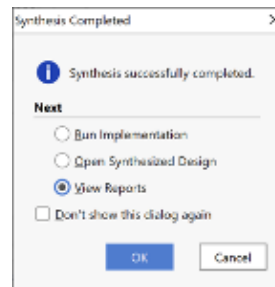 Synthesis Completed
Synthesis successfully completed.
Next
Run Implementation
Open Synthesized Design
View Reports
Don't show this dialog again
OK
Cancel